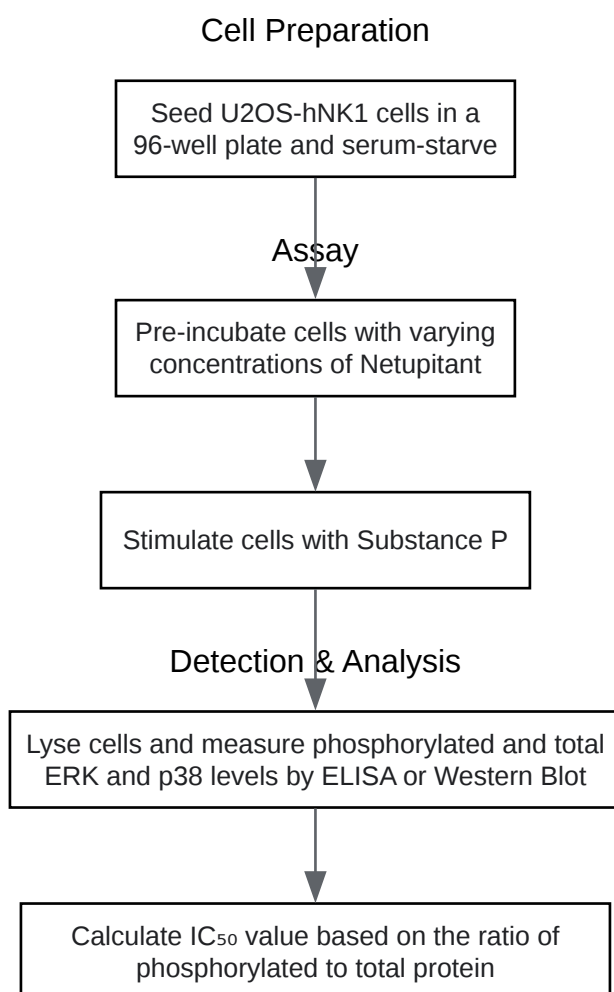 Cell Preparation
Seed U2OS-hNK1 cells in a
96-well plate and serum-starve
Assay
Pre-incubate cells with varying
concentrations of Netupitant
Stimulate cells with Substance P
Detection & Analysis
Lyse cells and measure phosphorylated and total
ERK and p38 levels by ELISA or Western Blot
Calculate IC₅₀ value based on the ratio of
phosphorylated to total protein